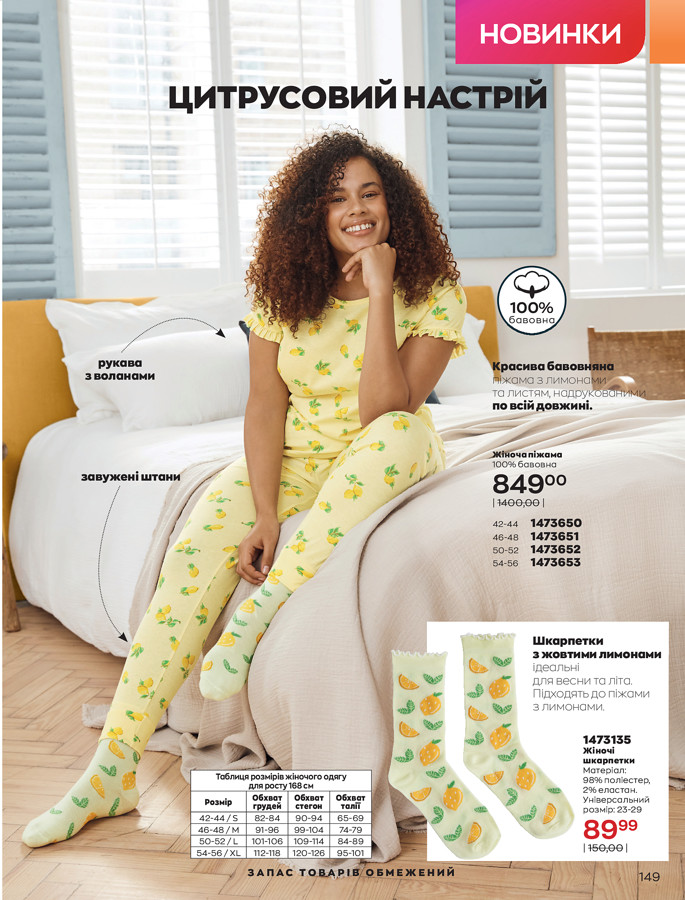 НОВИНКИ
ЦИТРУСОВИЙ НАСТРІЙ
100%
бавовна
рукава
з воланами
Красива бавовняна
піжама з лимонами
та листям, надрукованими
по всій довжині.
завужені штани
Жіноча піжама
100% бавовна
849⁰⁰
|1400,00|
42-44 1473650
46-48 1473651
50-52 1473652
54-56 1473653
Шкарпетки
з жовтими лимонами
ідеальні
для весни та літа.
Підходять до піжами
з лимонами.
1473135
Жіночі
шкарпетки
Матеріал:
98% поліестер,
2% еластан.
Універсальний
розмір: 23-29
89⁹⁹
|150,00|
Таблиця розмірів жіночого одягу
для росту 168 см
Розмір Обхват грудей Обхват стегон Обхват талії
42-44 / S 82-84 90-94 65-69
46-48 / M 91-96 99-104 74-79
50-52 / L 101-106 109-114 84-89
54-56 / XL 112-118 120-126 95-101
ЗАПАС ТОВАРІВ ОБМЕЖЕНИЙ
149